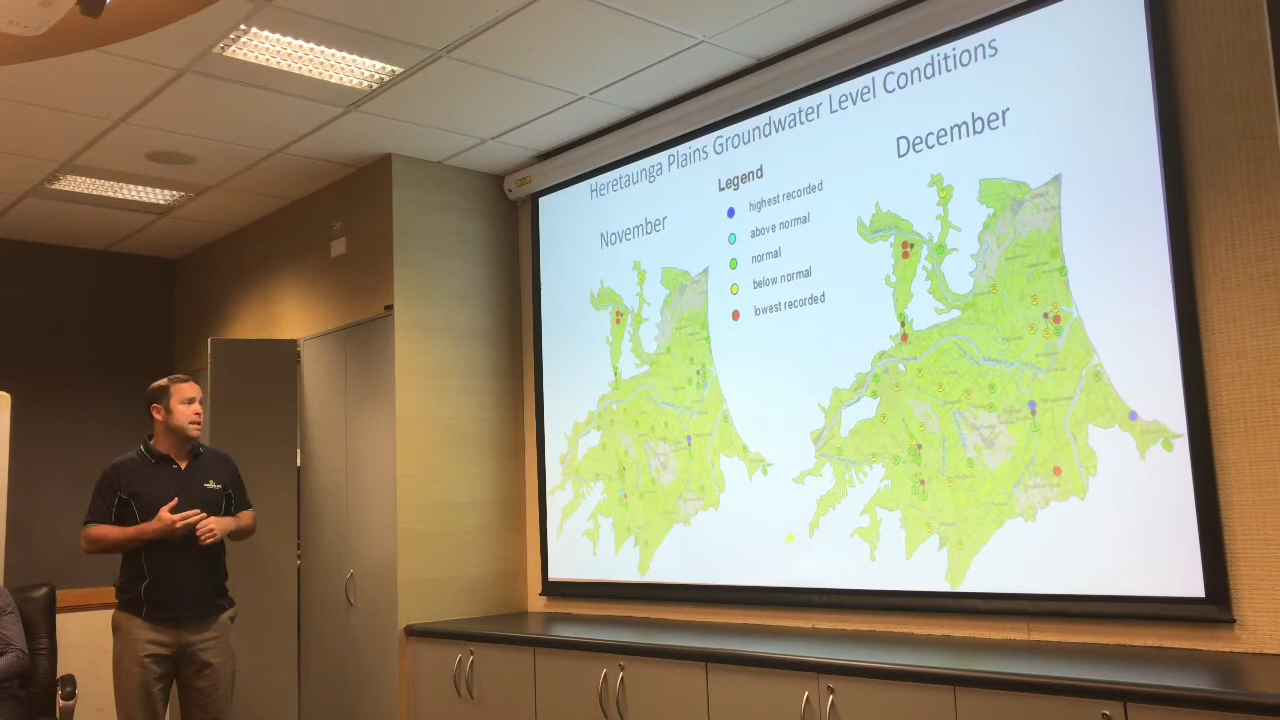 Heretaunga Plains Groundwater Level Conditions
November
Legend
highest recorded
above normal
normal
below normal
lowest recorded
December